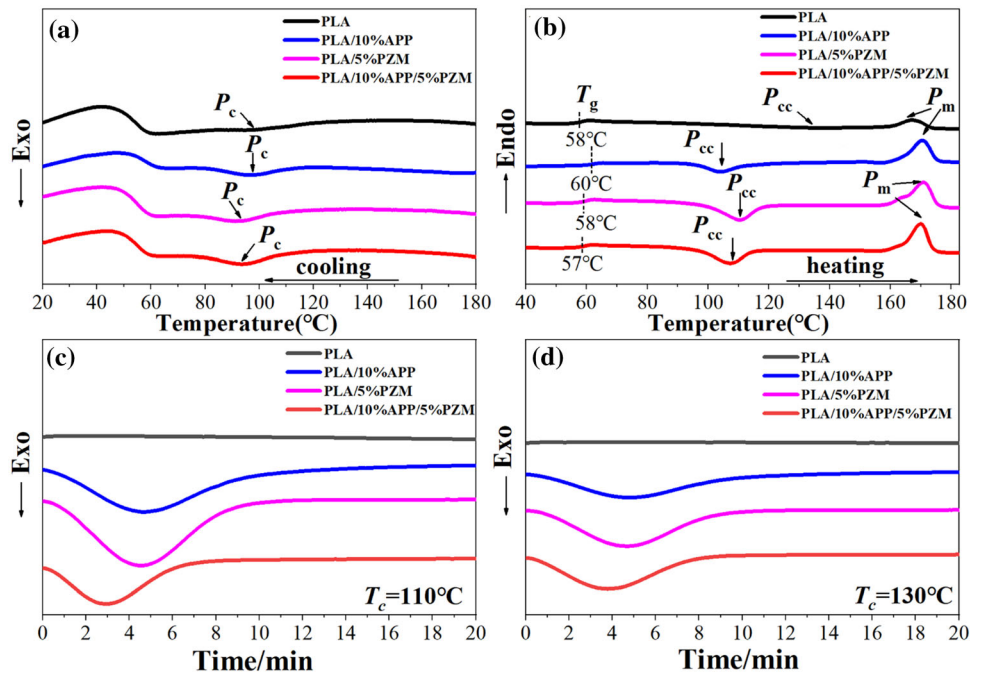 (a)
PLA
PLA/10%APP
PLA/5%PZM
PLA/10%APP/5%PZM
Pc
Pc
Pc
Pc
cooling
Exo
20 40 60 80 100 120 140 160 180
Temperature(℃)
(b)
PLA
PLA/10%APP
PLA/5%PZM
PLA/10%APP/5%PZM
Tg
Pcc
Pm
58℃
Pcc
60℃
Pcc
Pm
58℃
Pcc
57℃
heating
Endo
40 60 80 100 120 140 160 180
Temperature(℃)
(c)
PLA
PLA/10%APP
PLA/5%PZM
PLA/10%APP/5%PZM
Exo
Tc=110℃
0 2 4 6 8 10 12 14 16 18 20
Time/min
(d)
PLA
PLA/10%APP
PLA/5%PZM
PLA/10%APP/5%PZM
Exo
Tc=130℃
0 2 4 6 8 10 12 14 16 18 20
Time/min